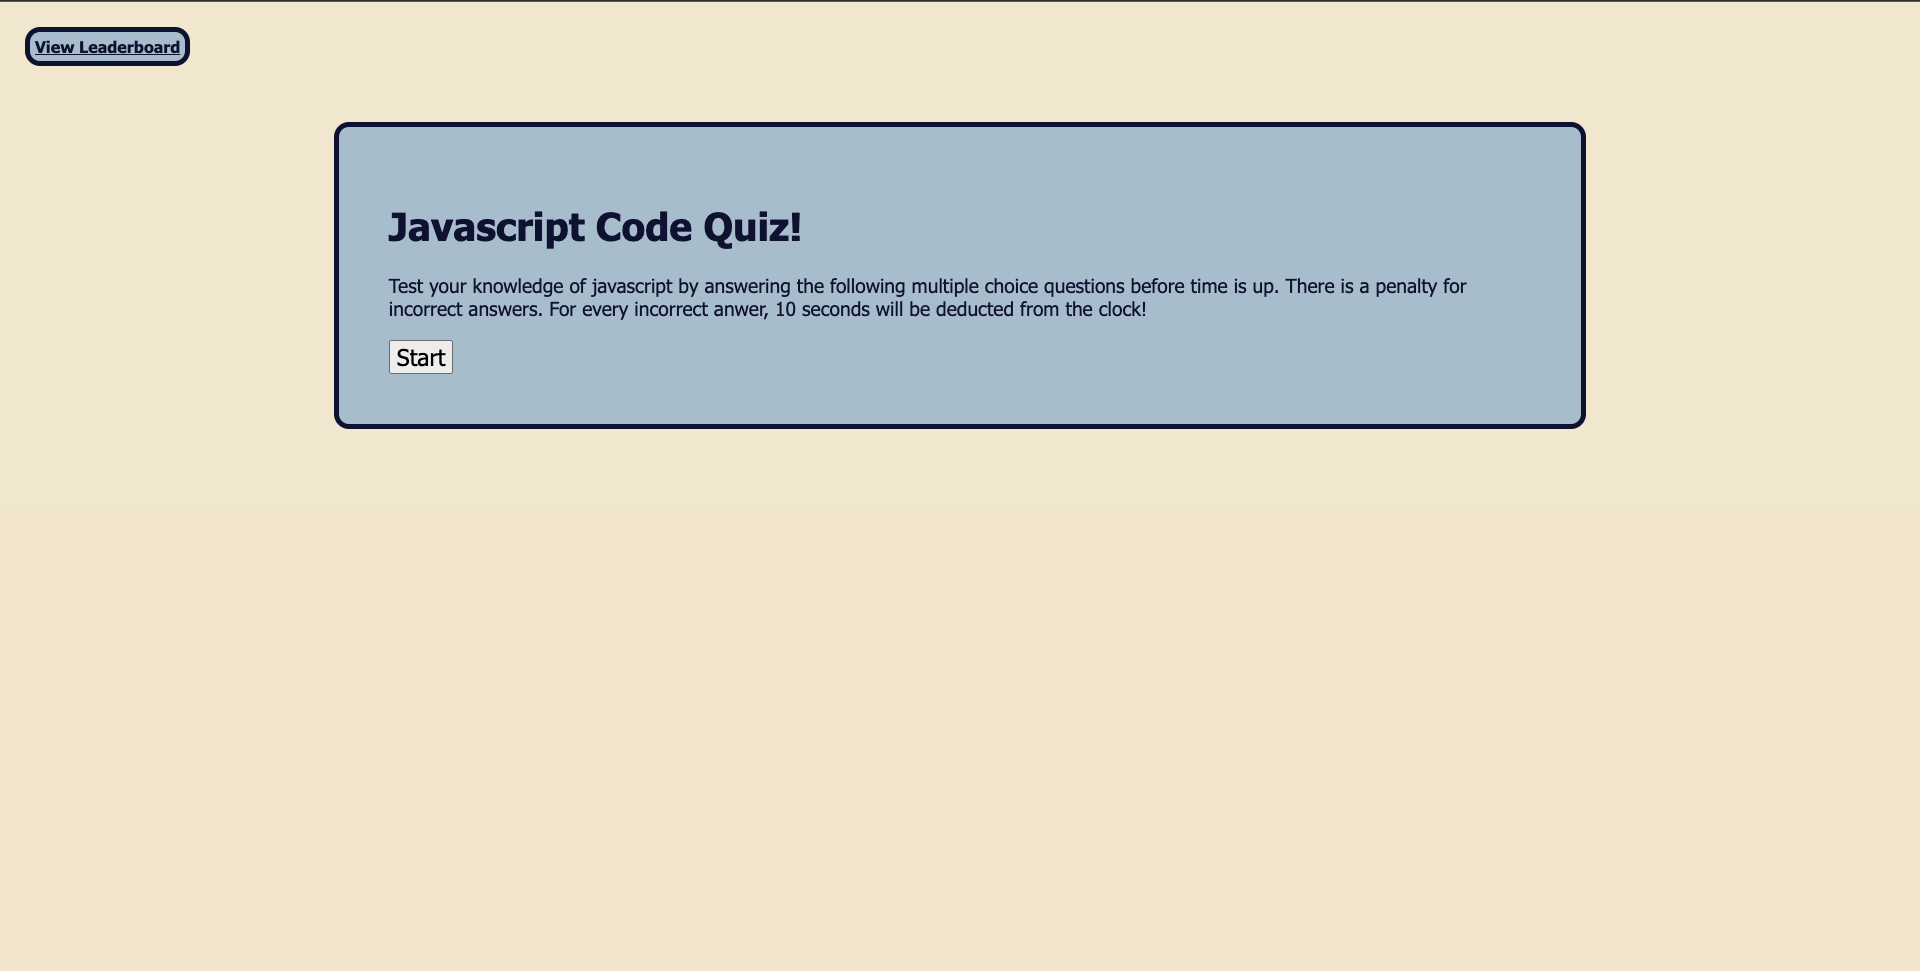 View Leaderboard
Javascript Code Quiz!
Test your knowledge of javascript by answering the following multiple choice questions before time is up. There is a penalty for
incorrect answers. For every incorrect anwer, 10 seconds will be deducted from the clock!
Start